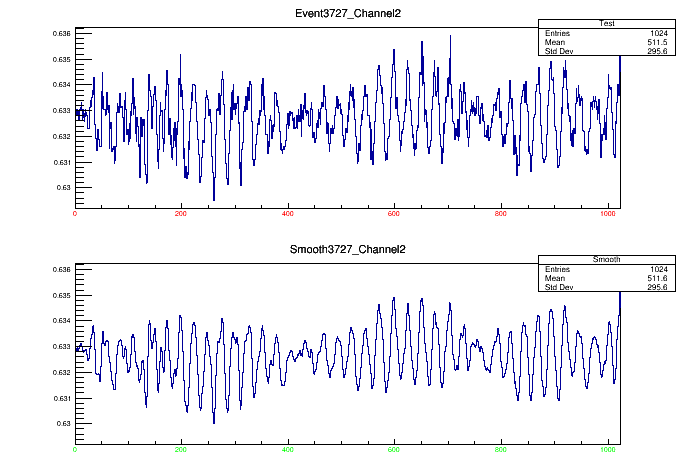 Event3727_Channel2
Test
Entries 1024
Mean 511.5
Std Dev 295.6
0.636
0.635
0.634
0.633
0.632
0.631
0.63
0 200 400 600 800 1000
Smooth3727_Channel2
Smooth
Entries 1024
Mean 511.6
Std Dev 295.6
0.636
0.635
0.634
0.633
0.632
0.631
0.63
0 200 400 600 800 1000